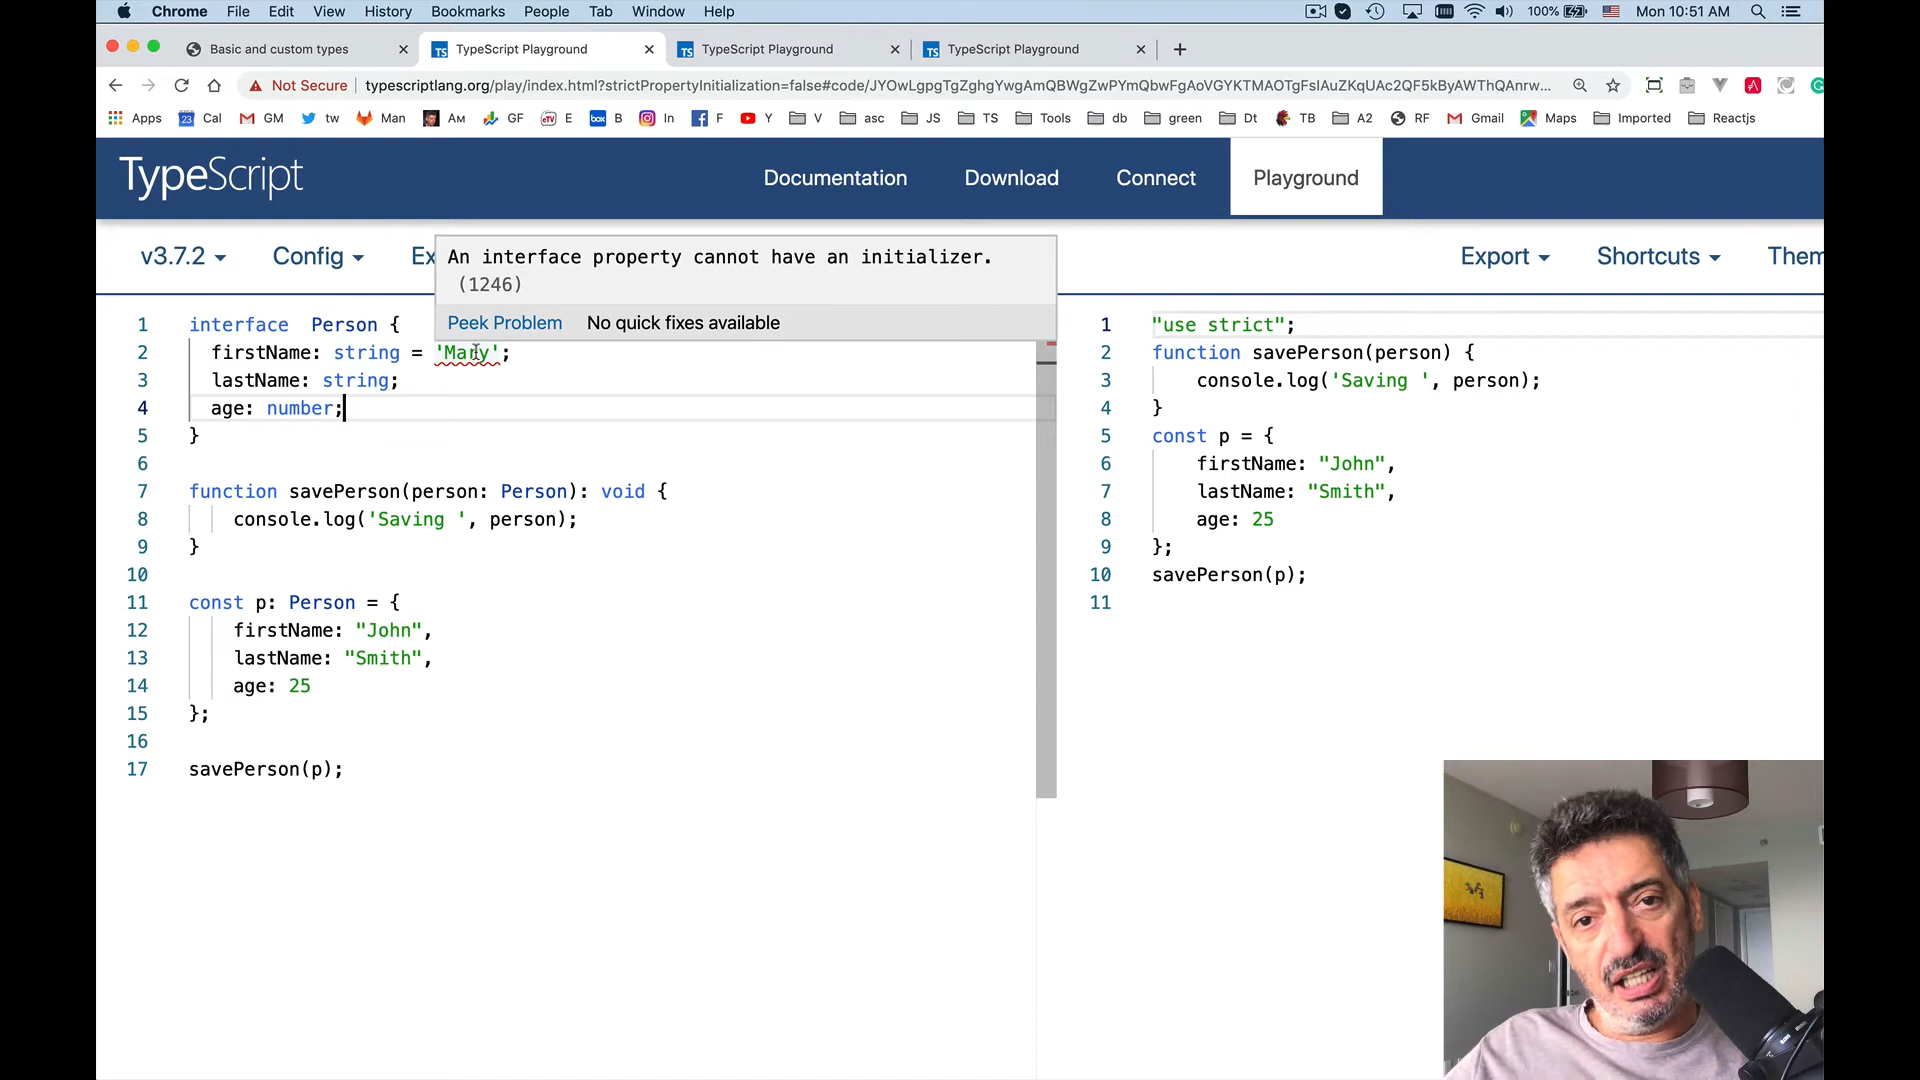 Chrome File Edit View History Bookmarks People Tab Window Help 100% Mon 10:51 AM
Basic and custom types TS TypeScript Playground TS TypeScript Playground TS TypeScript Playground
Not Secure typescriptlang.org/play/index.html?strictPropertyInitialization=false#code/JYOwLgpgTgZghgYwgAmQBWgZwPYmQbwFgAoVGYKTMAOTgFsIAuZKqUAc2QF5kByAWThQAnrw...
Apps 23 Cal GM tw Man Ам GF eTV E box B In F Y V asc JS TS Tools db green Dt TB A2 RF Gmail Maps Imported Reactjs
TypeScript Documentation Download Connect Playground
v3.7.2 Config Ex Export Shortcuts Them
An interface property cannot have an initializer.
(1246)
Peek Problem No quick fixes available
1 interface Person {
2 firstName: string = 'Mary';
3 lastName: string;
4 age: number;
5 }
6
7 function savePerson(person: Person): void {
8 console.log('Saving ', person);
9 }
10
11 const p: Person = {
12 firstName: "John",
13 lastName: "Smith",
14 age: 25
15 };
16
17 savePerson(p);
1 "use strict";
2 function savePerson(person) {
3 console.log('Saving ', person);
4 }
5 const p = {
6 firstName: "John",
7 lastName: "Smith",
8 age: 25
9 };
10 savePerson(p);
11